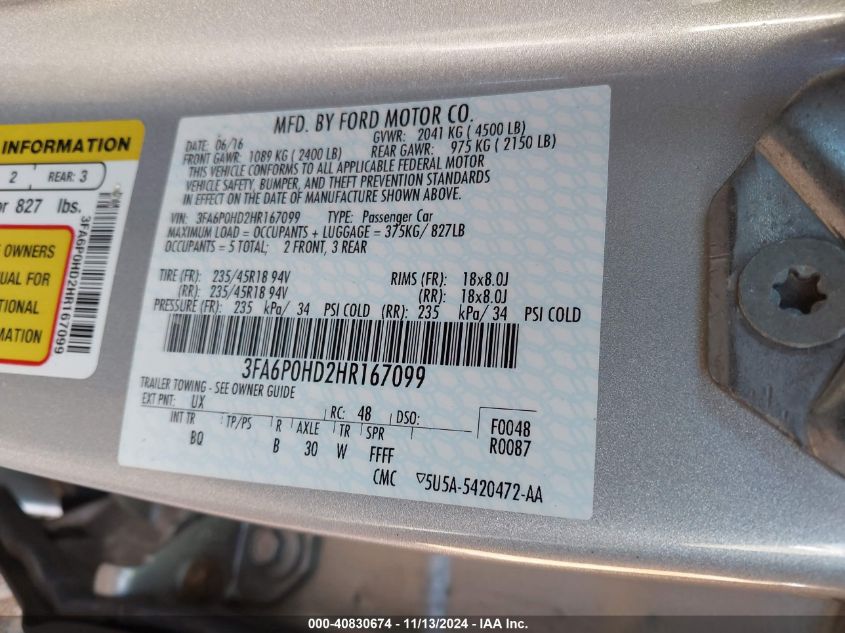 INFORMATION
2 REAR: 3
or 827 lbs.
E OWNERS
UAL FOR
TIONAL
MATION
3FA6P0HD2HR167099
MFD. BY FORD MOTOR CO.
DATE: 06/16 GVWR: 2041 KG ( 4500 LB)
FRONT GAWR: 1089 KG ( 2400 LB) REAR GAWR: 975 KG ( 2150 LB)
THIS VEHICLE CONFORMS TO ALL APPLICABLE FEDERAL MOTOR
VEHICLE SAFETY, BUMPER, AND THEFT PREVENTION STANDARDS
IN EFFECT ON THE DATE OF MANUFACTURE SHOWN ABOVE.
VIN: 3FA6P0HD2HR167099 TYPE: Passenger Car
MAXIMUM LOAD = OCCUPANTS + LUGGAGE = 375KG/ 827LB
OCCUPANTS = 5 TOTAL; 2 FRONT, 3 REAR
TIRE (FR): 235/45R18 94V RIMS (FR): 18x8.0J
(RR): 235/45R18 94V (RR): 18x8.0J
PRESSURE (FR): 235 kPa/ 34 PSI COLD (RR): 235 kPa/ 34 PSI COLD
3FA6P0HD2HR167099
TRAILER TOWING - SEE OWNER GUIDE
EXT PNT: UX RC: 48 DSO: F0048
INT TR TP/PS R AXLE TR SPR R0087
BQ B 30 W FFFF
CMC ▽5U5A-5420472-AA
000-40830674 - 11/13/2024 - IAA Inc.